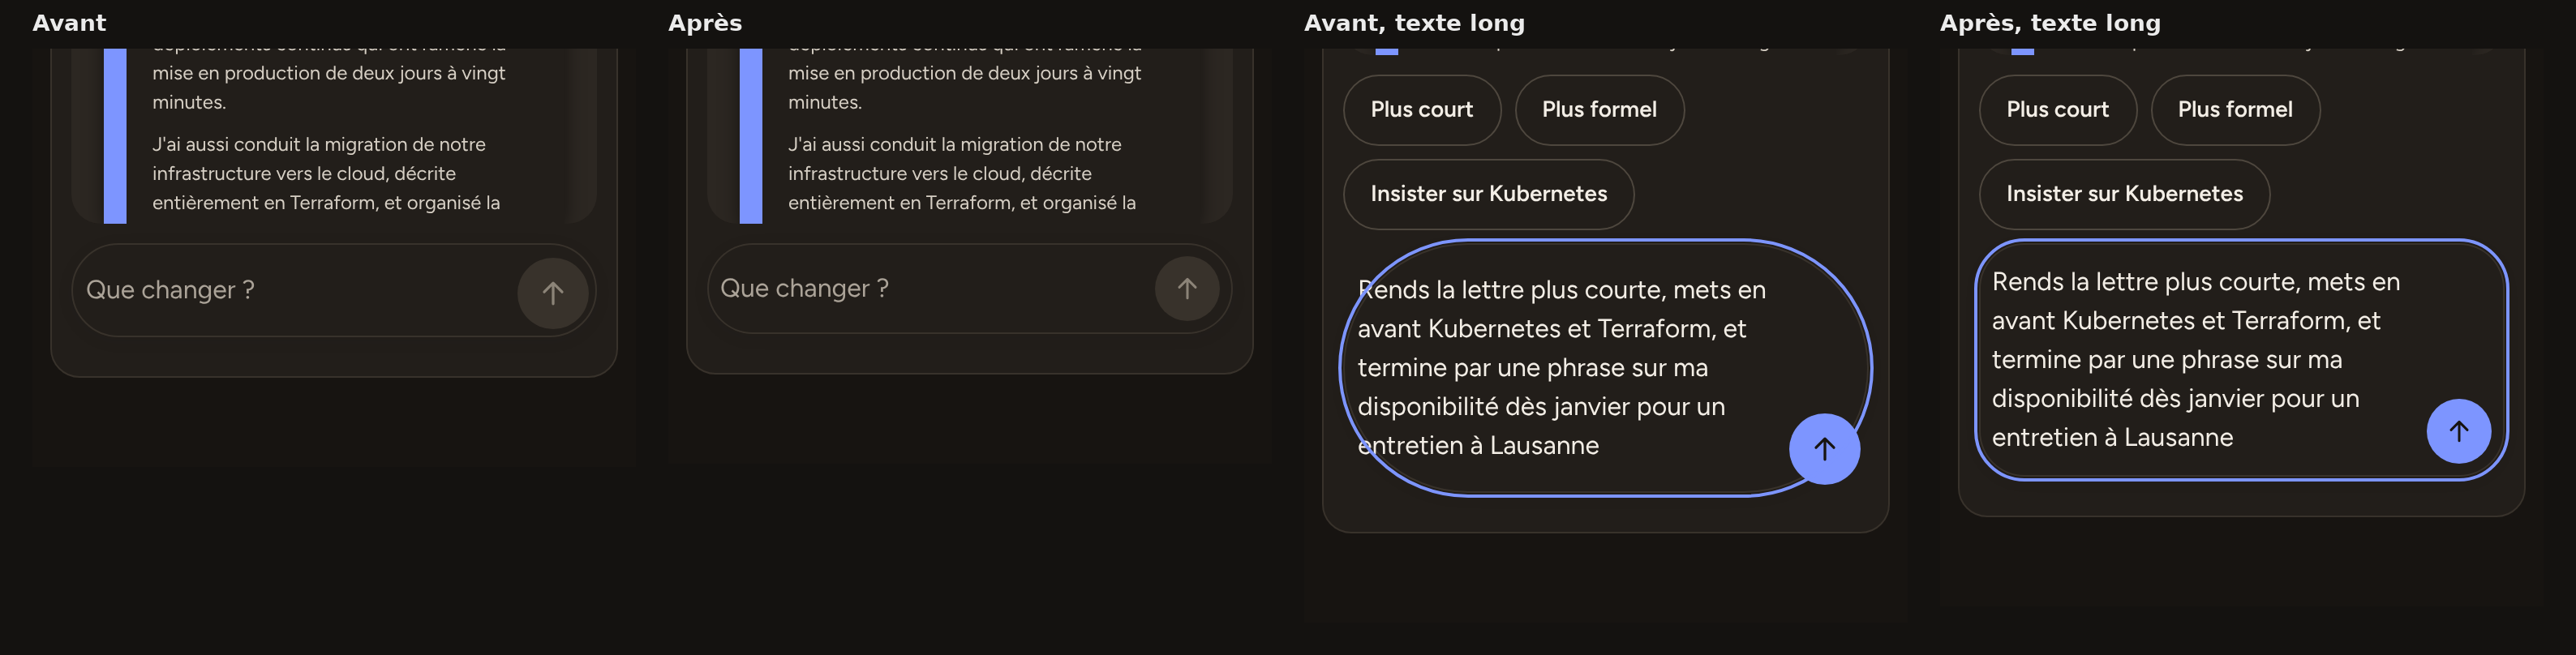 Avant
mise en production de deux jours à vingt
minutes.
J'ai aussi conduit la migration de notre
infrastructure vers le cloud, décrite
entièrement en Terraform, et organisé la
Que changer ?
Après
mise en production de deux jours à vingt
minutes.
J'ai aussi conduit la migration de notre
infrastructure vers le cloud, décrite
entièrement en Terraform, et organisé la
Que changer ?
Avant, texte long
Plus court
Plus formel
Insister sur Kubernetes
Rends la lettre plus courte, mets en
avant Kubernetes et Terraform, et
termine par une phrase sur ma
disponibilité dès janvier pour un
entretien à Lausanne
Après, texte long
Plus court
Plus formel
Insister sur Kubernetes
Rends la lettre plus courte, mets en
avant Kubernetes et Terraform, et
termine par une phrase sur ma
disponibilité dès janvier pour un
entretien à Lausanne